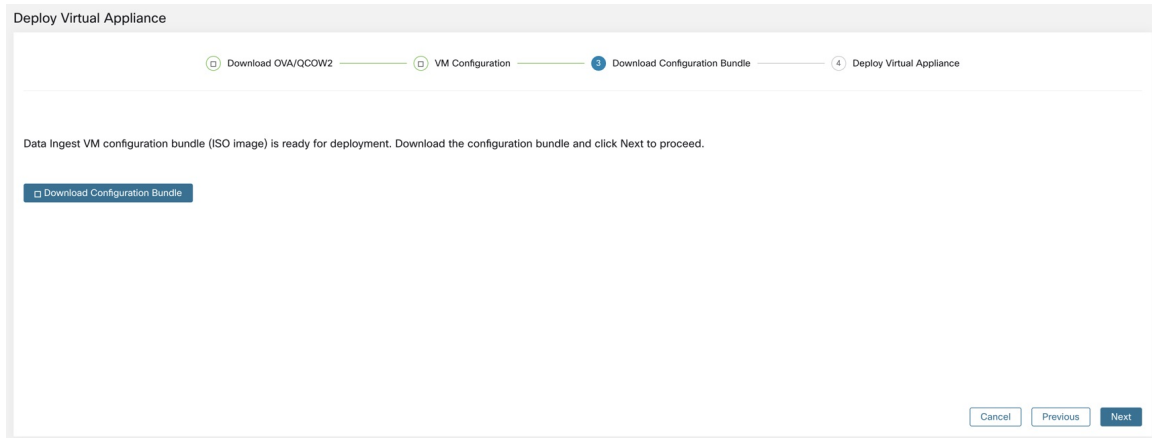 Deploy Virtual Appliance
Download OVA/QCOW2 VM Configuration 3 Download Configuration Bundle 4 Deploy Virtual Appliance
Data Ingest VM configuration bundle (ISO image) is ready for deployment. Download the configuration bundle and click Next to proceed.
Download Configuration Bundle
Cancel Previous Next